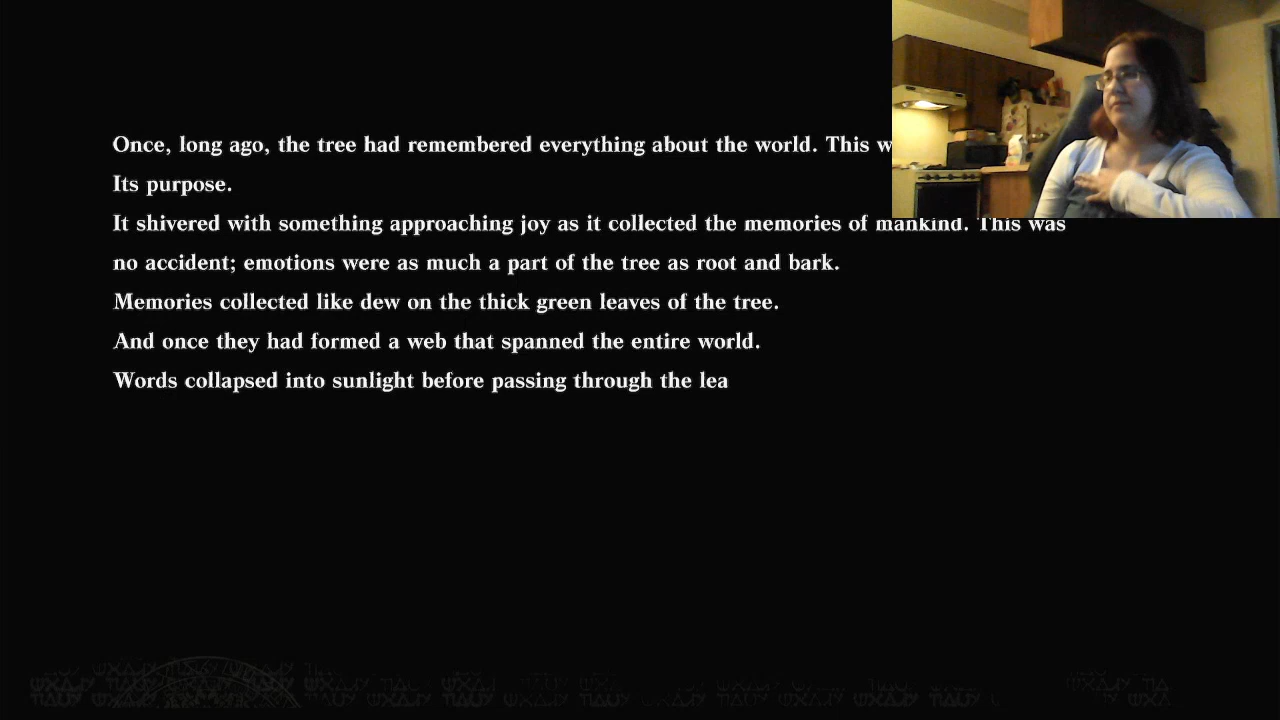 Once, long ago, the tree had remembered everything about the world. This
Its purpose.
It shivered with something approaching joy as it collected the memories of mankind. This was
no accident; emotions were as much a part of the tree as root and bark.
Memories collected like dew on the thick green leaves of the tree.
And once they had formed a web that spanned the entire world.
Words collapsed into sunlight before passing through the lea